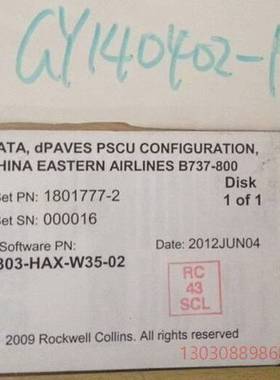 GY140402-1
ATA, dPAVES PSCU CONFIGURATION,
HINA EASTERN AIRLINES B737-800
Disk
Set PN: 1801777-2
1 of 1
Set SN: 000016
Software PN:
Date: 2012JUN04
303-HAX-W35-02
RC
43
SCL
2009 Rockwell Collins. All rights reserved
1303088986